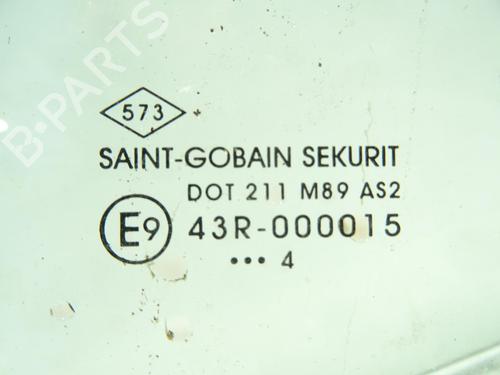 573
SAINT-GOBAIN SEKURIT
DOT 211 M89 AS2
E9 43R-000015
••• 4
B-PARTS